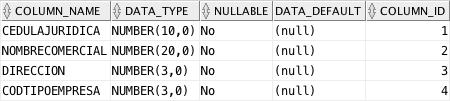 COLUMN_NAME DATA_TYPE NULLABLE DATA_DEFAULT COLUMN_ID
CEDULAJURIDICA NUMBER(10,0) No (null) 1
NOMBRECOMERCIAL NUMBER(20,0) No (null) 2
DIRECCION NUMBER(3,0) No (null) 3
CODTIPOEMPRESA NUMBER(3,0) No (null) 4